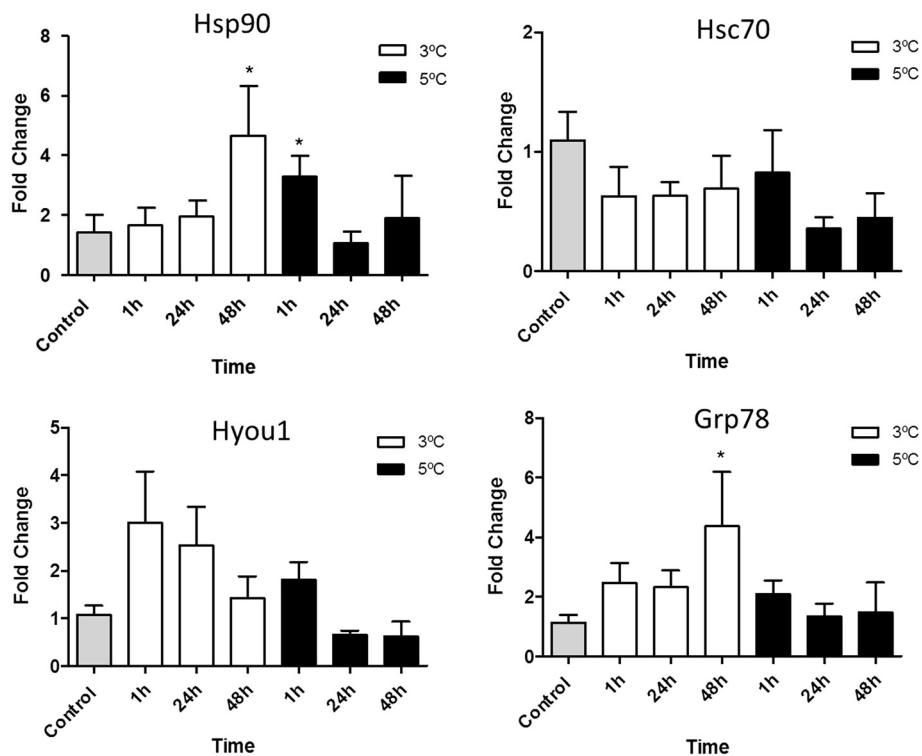 Hsp90
8
6
4
2
0
Fold Change
*
*
3ºC
5ºC
Control
1h
24h
48h
1h
24h
48h
Time
Hsc70
2
1
0
Fold Change
3ºC
5ºC
Control
1h
24h
48h
1h
24h
48h
Time
Hyou1
5
4
3
2
1
0
Fold Change
3ºC
5ºC
Control
1h
24h
48h
1h
24h
48h
Time
Grp78
8
6
4
2
0
Fold Change
*
3ºC
5ºC
Control
1h
24h
48h
1h
24h
48h
Time